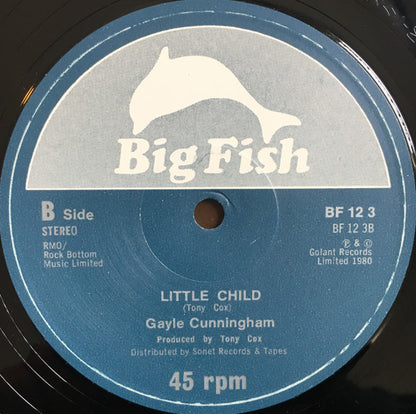 Big Fish
B Side
STEREO
RMO/
Rock Bottom
Music Limited
BF 12 3
BF 12 3B
Ⓟ & ©
Golant Records
Limited 1980
LITTLE CHILD
(Tony Cox)
Gayle Cunningham
Produced by Tony Cox
Distributed by Sonet Records & Tapes
45 rpm